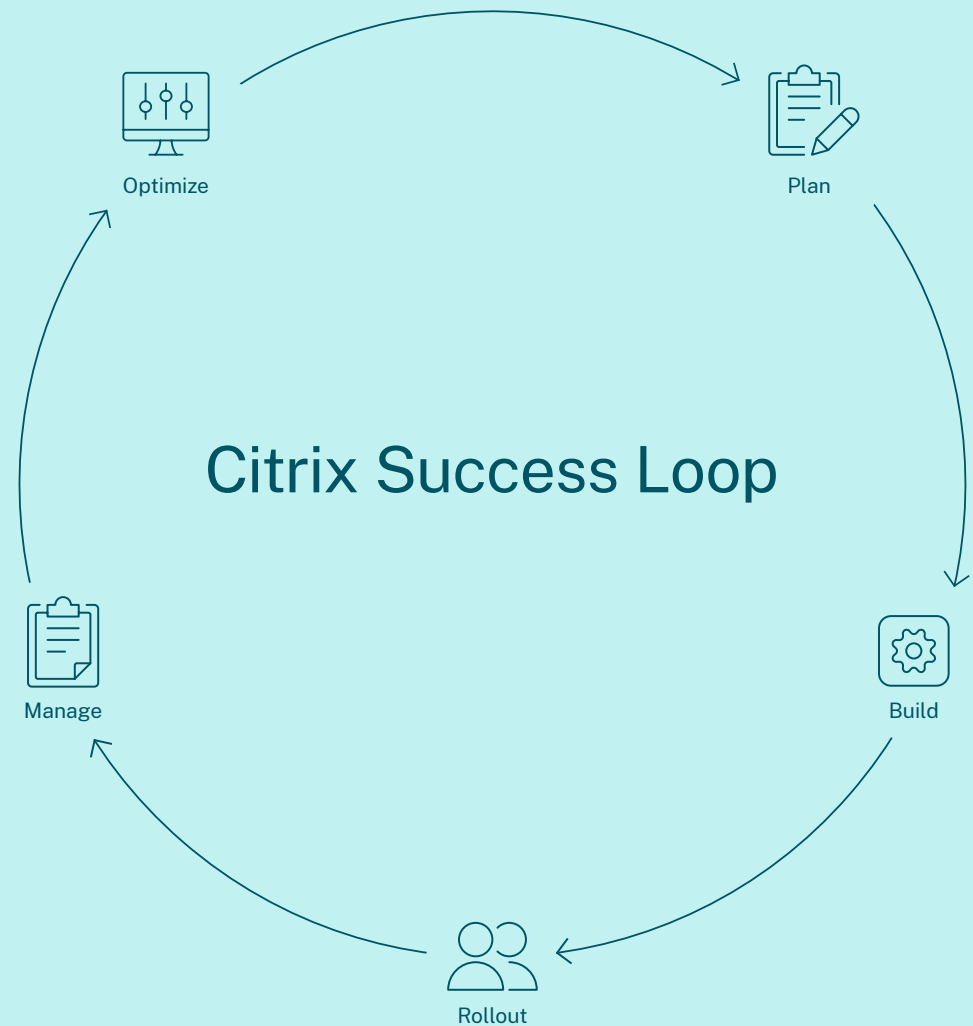 Optimize
Plan
Citrix Success Loop
Manage
Build
Rollout